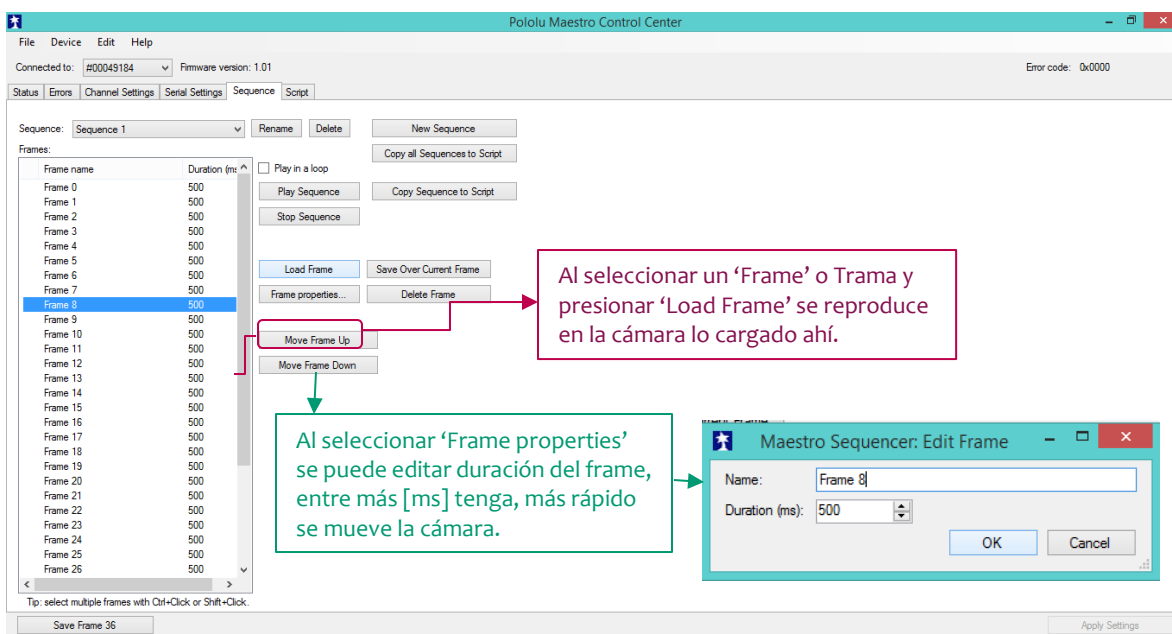 Pololu Maestro Control Center
File Device Edit Help
Connected to: #00049184 Firmware version: 1.01 Error code: 0x0000
Status Errors Channel Settings Serial Settings Sequence Script
Sequence: Sequence 1 Rename Delete New Sequence
Frames: Copy all Sequences to Script
Frame name Duration (ms Play in a loop
Frame 0 500 Play Sequence Copy Sequence to Script
Frame 1 500
Frame 2 500 Stop Sequence
Frame 3 500
Frame 4 500
Frame 5 500 Load Frame Save Over Current Frame
Frame 6 500
Frame 7 500 Frame properties... Delete Frame
Frame 8 500
Frame 9 500
Frame 10 500 Move Frame Up
Frame 11 500
Frame 12 500 Move Frame Down
Frame 13 500
Frame 14 500
Frame 15 500
Frame 16 500
Frame 17 500
Frame 18 500
Frame 19 500
Frame 20 500
Frame 21 500
Frame 22 500
Frame 23 500
Frame 24 500
Frame 25 500
Frame 26 500
Tip: select multiple frames with Ctrl+Click or Shift+Click.
Save Frame 36 Apply Settings
Al seleccionar un ‘Frame’ o Trama y
presionar ‘Load Frame’ se reproduce
en la cámara lo cargado ahí.
Al seleccionar ‘Frame properties’
se puede editar duración del frame,
entre más [ms] tenga, más rápido
se mueve la cámara.
Maestro Sequencer: Edit Frame
Name: Frame 8
Duration (ms): 500
OK Cancel